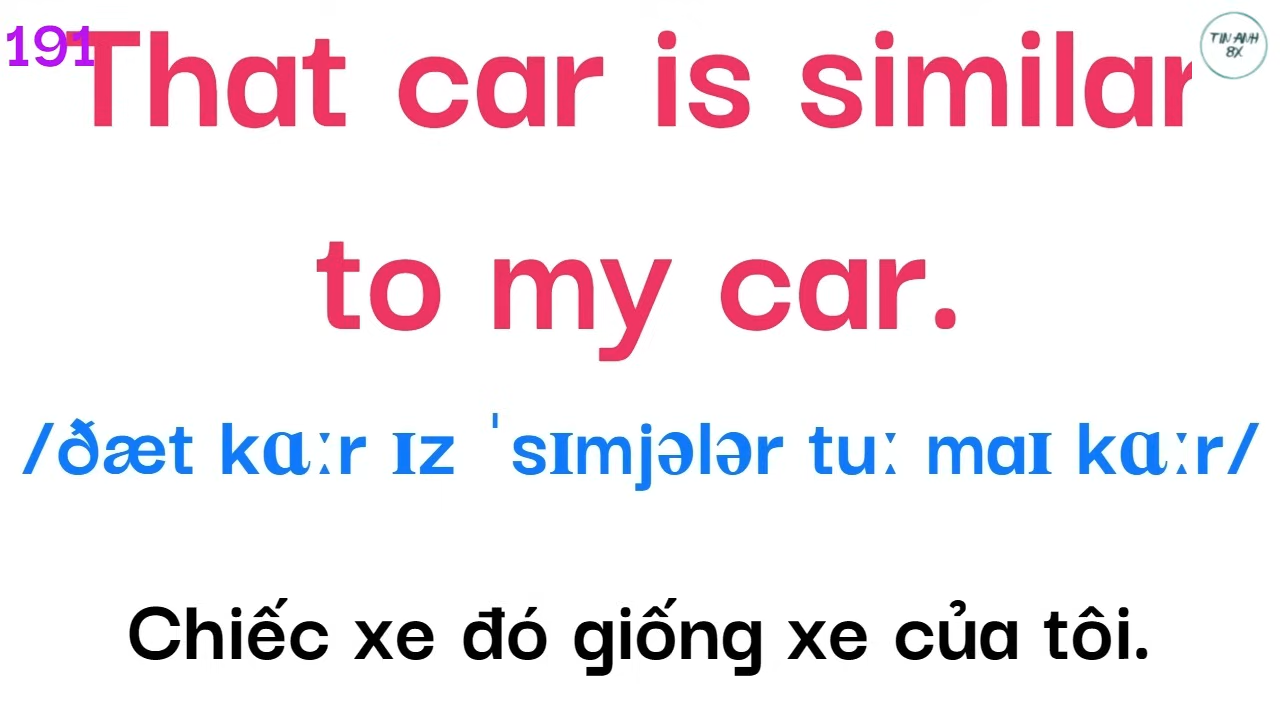 191
That car is similar
TIN ANH
8X
to my car.
/ðæt kɑːr ɪz ˈsɪmjələr tuː maɪ kɑːr/
Chiếc xe đó giống xe của tôi.